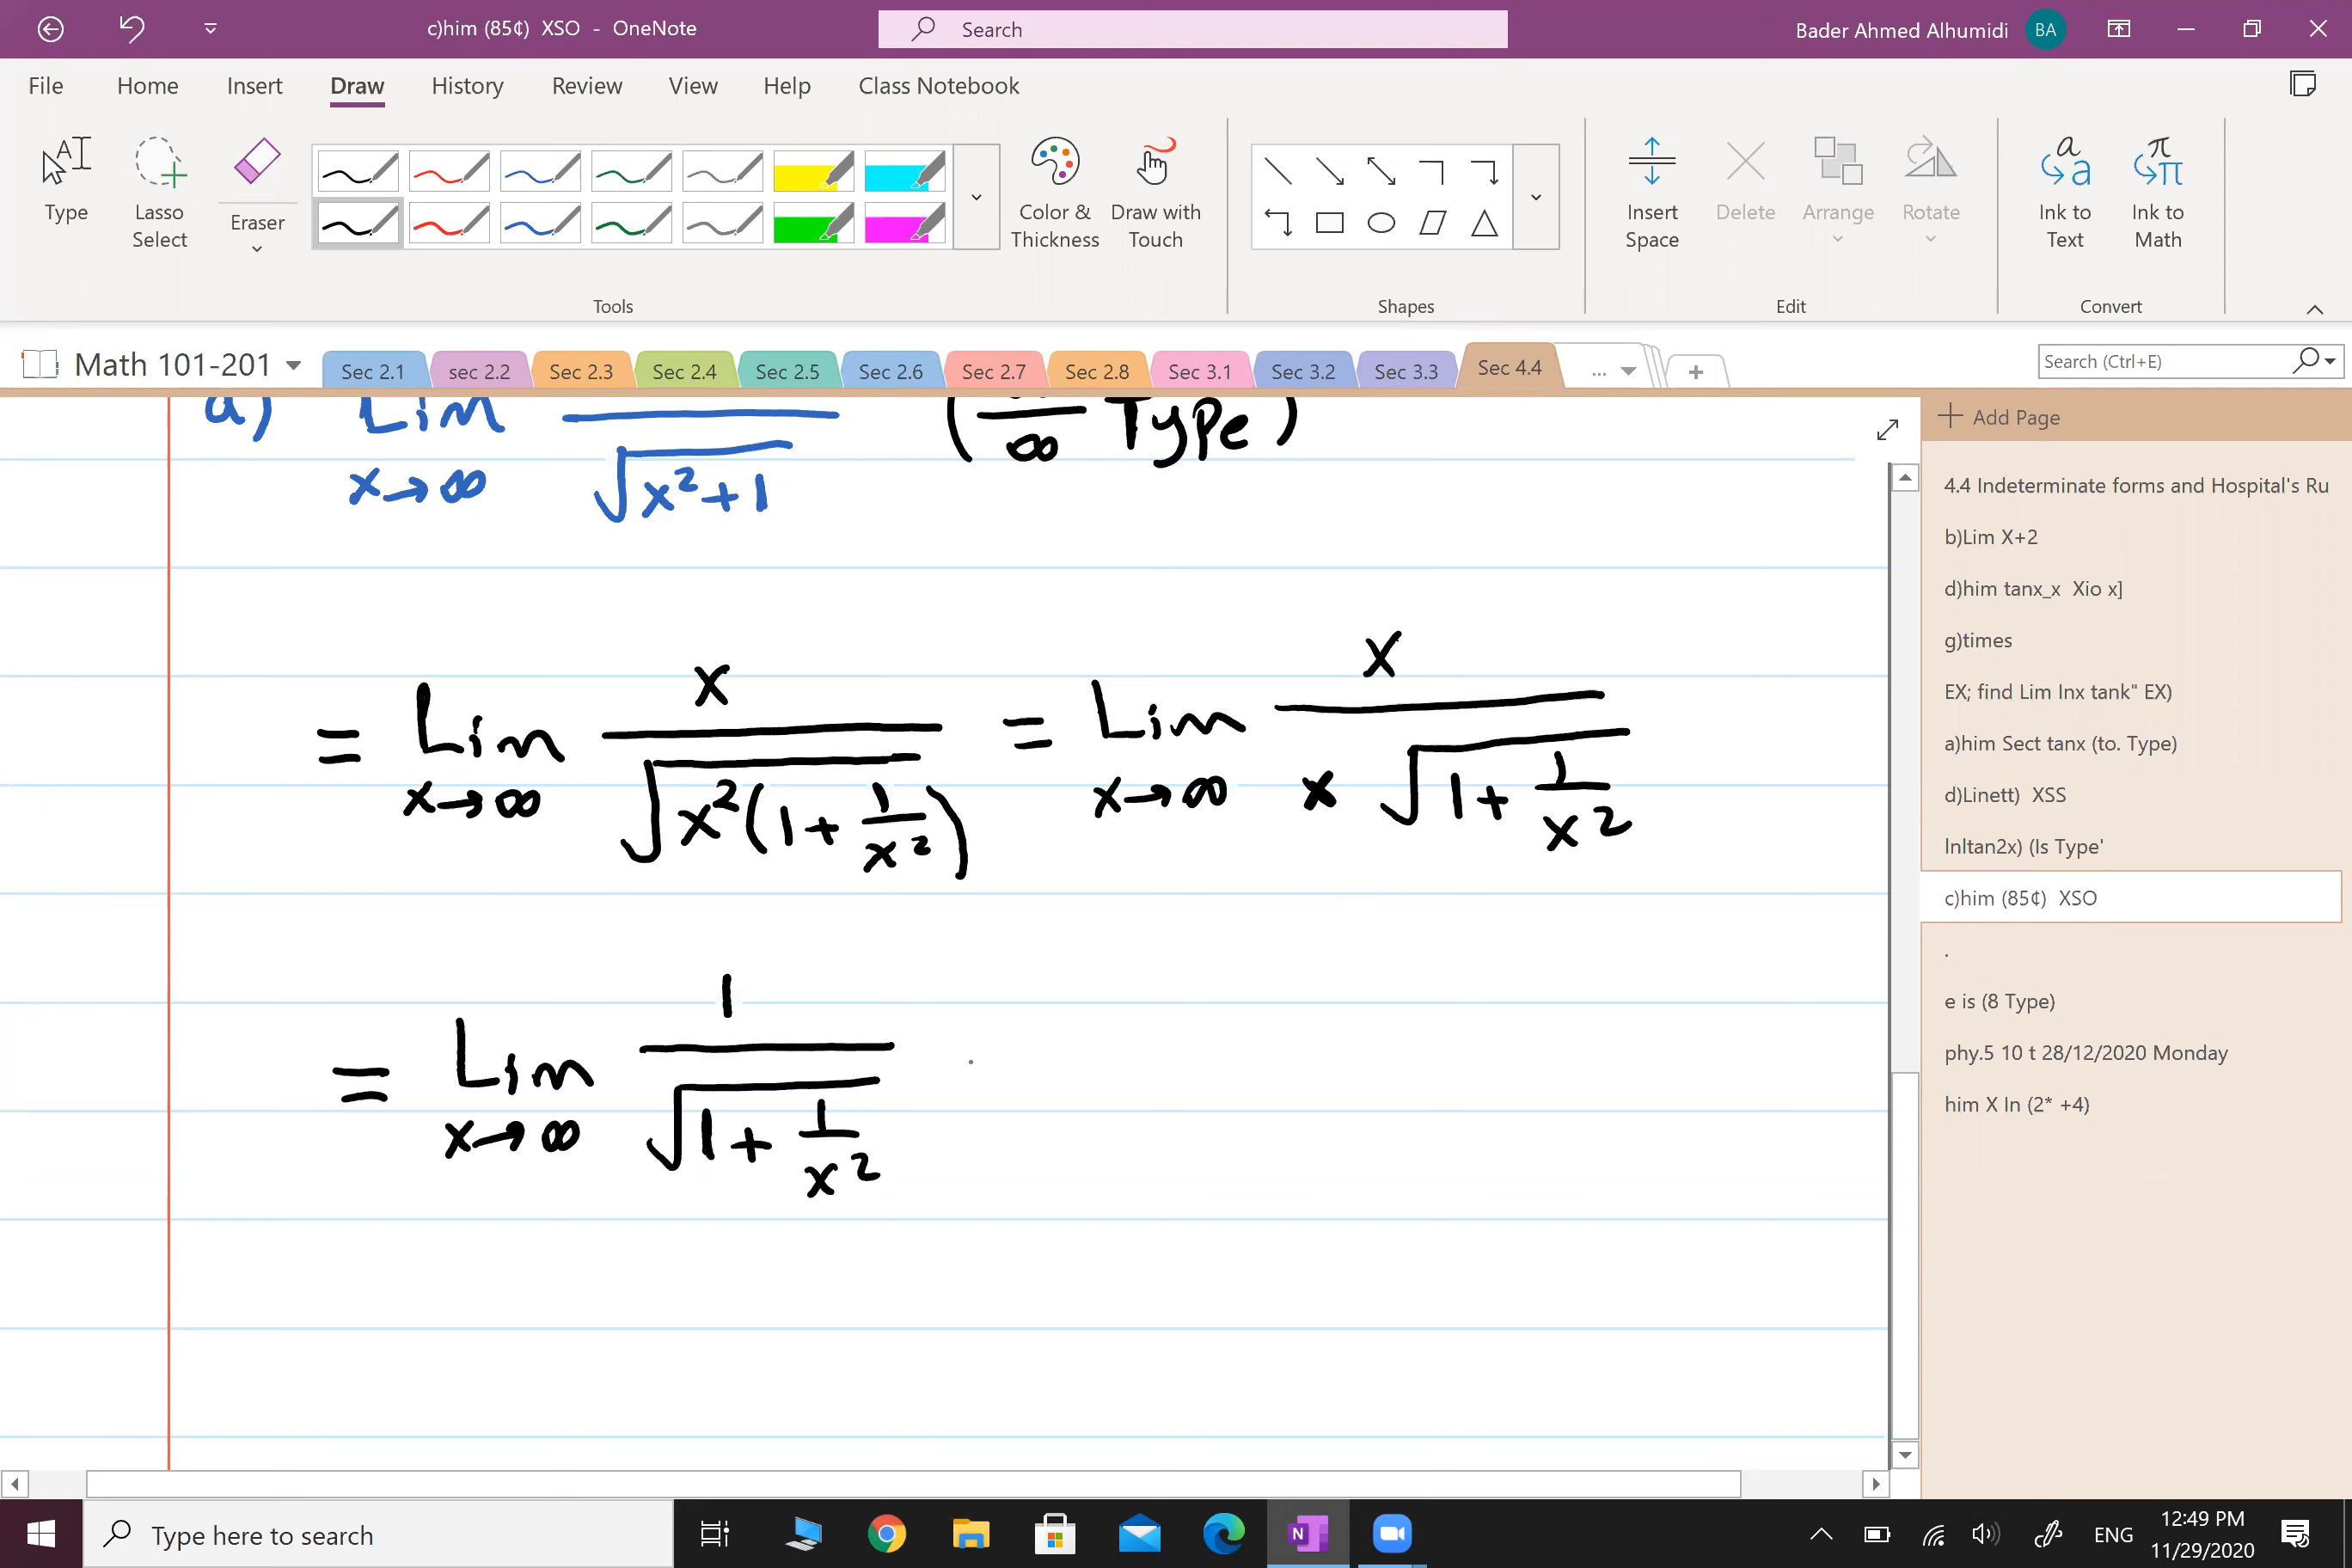 c)him (85¢) XSO - OneNote
Search
Bader Ahmed Alhumidi
BA
File Home Insert Draw History Review View Help Class Notebook
Type
Lasso Select
Eraser
Color & Thickness
Draw with Touch
Insert Space
Delete
Arrange
Rotate
a Ink to Text
π Ink to Math
Tools
Shapes
Edit
Convert
Math 101-201
Sec 2.1 sec 2.2 Sec 2.3 Sec 2.4 Sec 2.5 Sec 2.6 Sec 2.7 Sec 2.8 Sec 3.1 Sec 3.2 Sec 3.3 Sec 4.4 ... +
Search (Ctrl+E)
a) Lim x→∞ / √(x²+1) ( /∞ Type)
= Lim x→∞ x / √(x²(1+1/x²)) = Lim x→∞ x / x√(1+1/x²)
= Lim x→∞ 1 / √(1+1/x²)
+ Add Page
4.4 Indeterminate forms and Hospital's Ru
b)Lim X+2
d)him tanx_x Xio x]
g)times
EX; find Lim Inx tank" EX)
a)him Sect tanx (to. Type)
d)Linett) XSS
Inltan2x) (Is Type'
c)him (85¢) XSO
.
e is (8 Type)
phy.5 10 t 28/12/2020 Monday
him X In (2* +4)
Type here to search
ENG
12:49 PM
11/29/2020